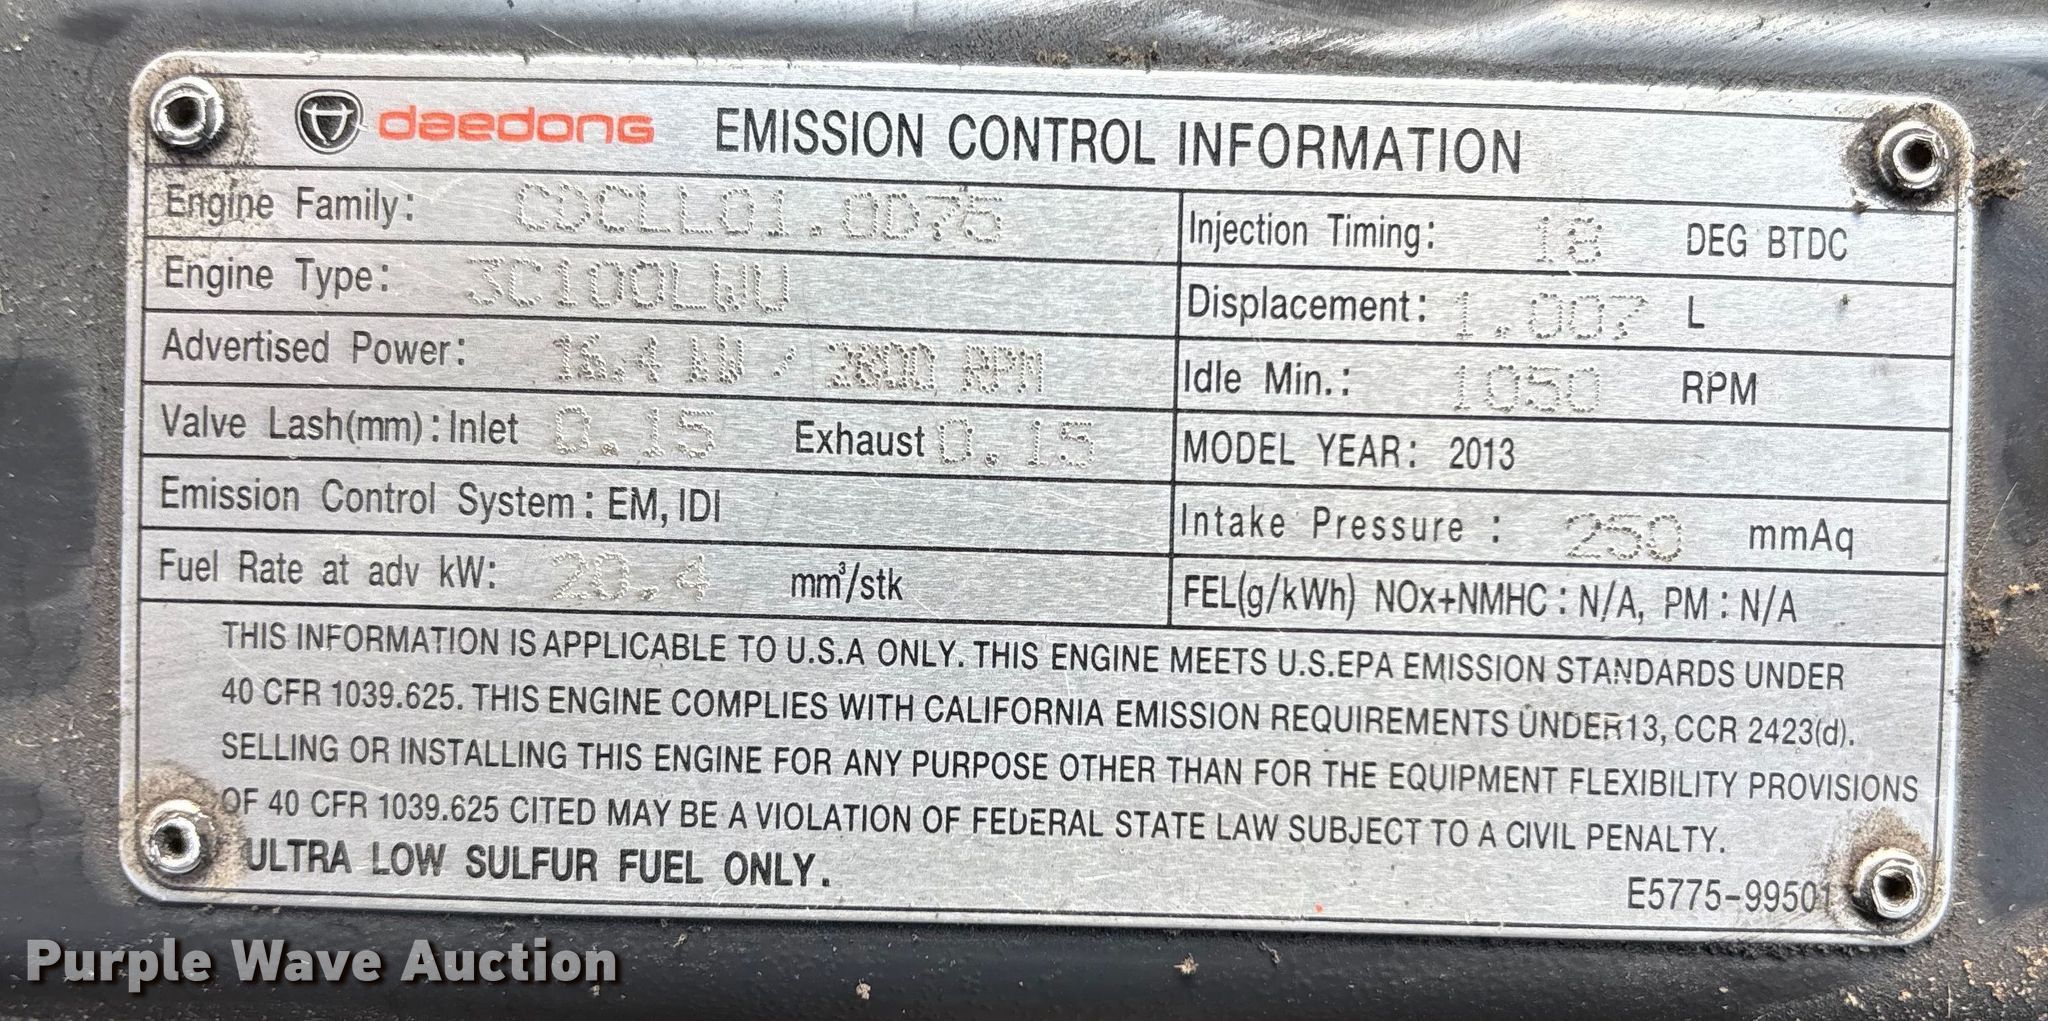 daedong EMISSION CONTROL INFORMATION
Engine Family: CDCLL01.0D75
Injection Timing: 18 DEG BTDC
Engine Type: 3C100LWU
Displacement: 1.007 L
Advertised Power: 16.4 kW / 2800 RPM
Idle Min.: 1050 RPM
Valve Lash(mm): Inlet 0.15 Exhaust 0.15
MODEL YEAR: 2013
Emission Control System: EM, IDI
Intake Pressure : 250 mmAq
Fuel Rate at adv kW: 20.4 mm³/stk
FEL(g/kWh) NOx+NMHC : N/A, PM : N/A
THIS INFORMATION IS APPLICABLE TO U.S.A ONLY. THIS ENGINE MEETS U.S.EPA EMISSION STANDARDS UNDER
40 CFR 1039.625. THIS ENGINE COMPLIES WITH CALIFORNIA EMISSION REQUIREMENTS UNDER13, CCR 2423(d).
SELLING OR INSTALLING THIS ENGINE FOR ANY PURPOSE OTHER THAN FOR THE EQUIPMENT FLEXIBILITY PROVISIONS
OF 40 CFR 1039.625 CITED MAY BE A VIOLATION OF FEDERAL STATE LAW SUBJECT TO A CIVIL PENALTY.
ULTRA LOW SULFUR FUEL ONLY.
E5775-99501
Purple Wave Auction